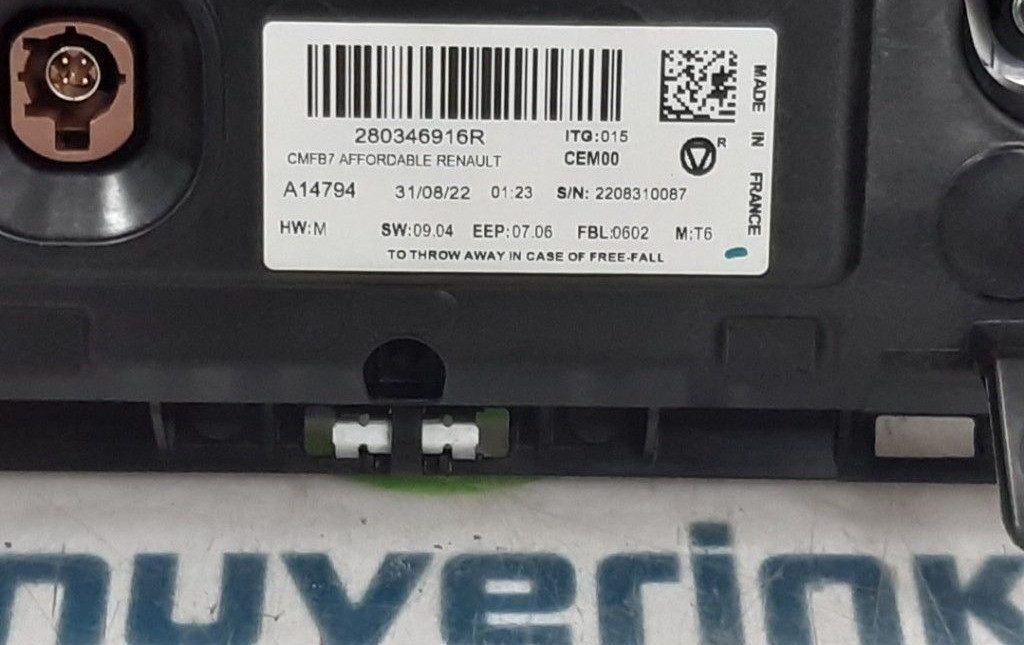 280346916R ITG:015
CMFB7 AFFORDABLE RENAULT CEM00
R
A14794 31/08/22 01:23 S/N: 2208310087
HW:M SW:09.04 EEP:07.06 FBL:0602 M:T6
TO THROW AWAY IN CASE OF FREE-FALL
MADE IN FRANCE